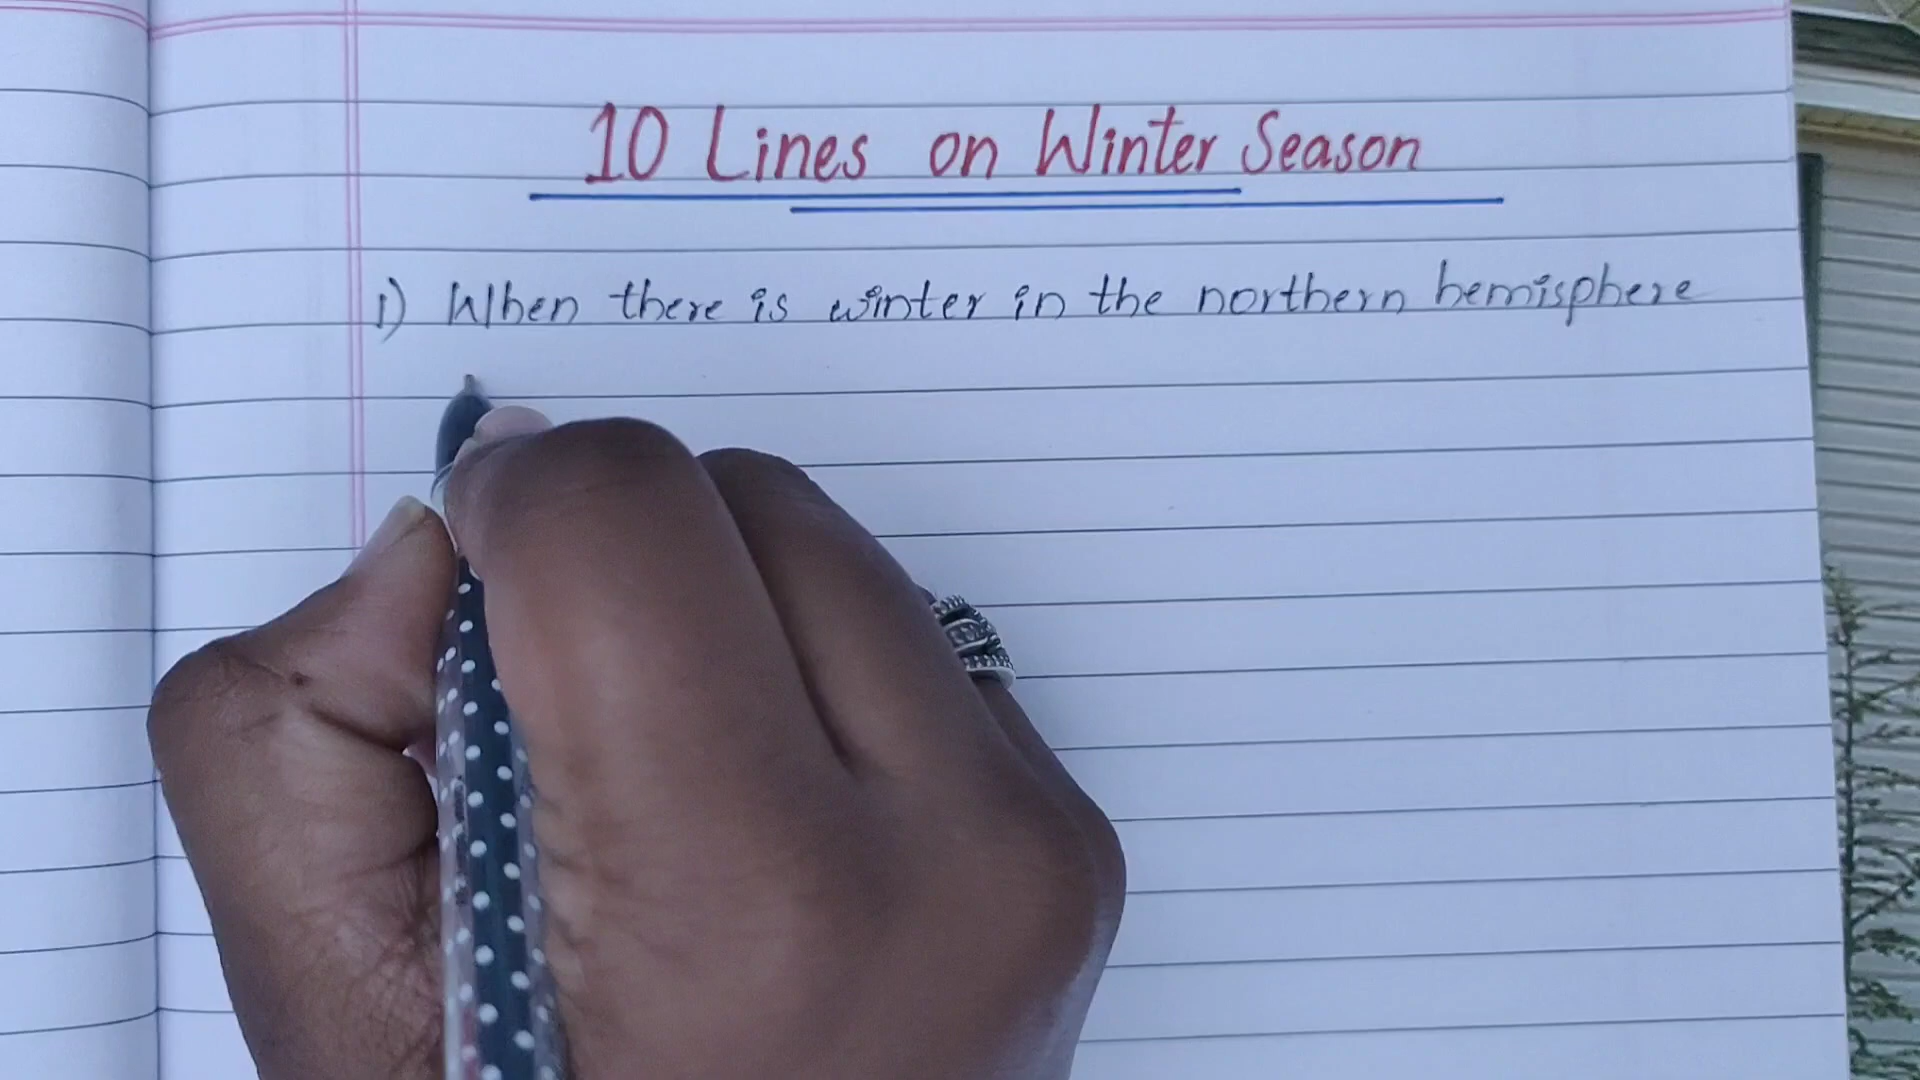 10 Lines on Winter Season
1) When there is winter in the northern hemisphere